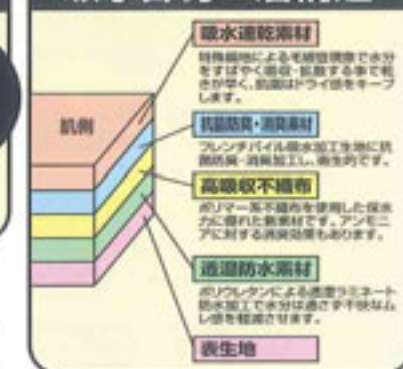 肌側
吸水速乾素材
特殊編地による毛細管現象で水分
をすばやく吸収・拡散する事で乾
きが早く、肌面はドライ感をキープ
します。
抗菌防臭・消臭素材
フレンチパイル吸水加工生地に抗
菌防臭・消臭加工し、衛生的です。
高吸収不織布
ポリマー系不織布を使用した保水
力に優れた新素材です。アンモニ
アに対する消臭効果もあります。
透湿防水素材
ポリウレタンによる透湿ラミネート
防水加工で水分は通さず不快なム
レ感を軽減させます。
表生地